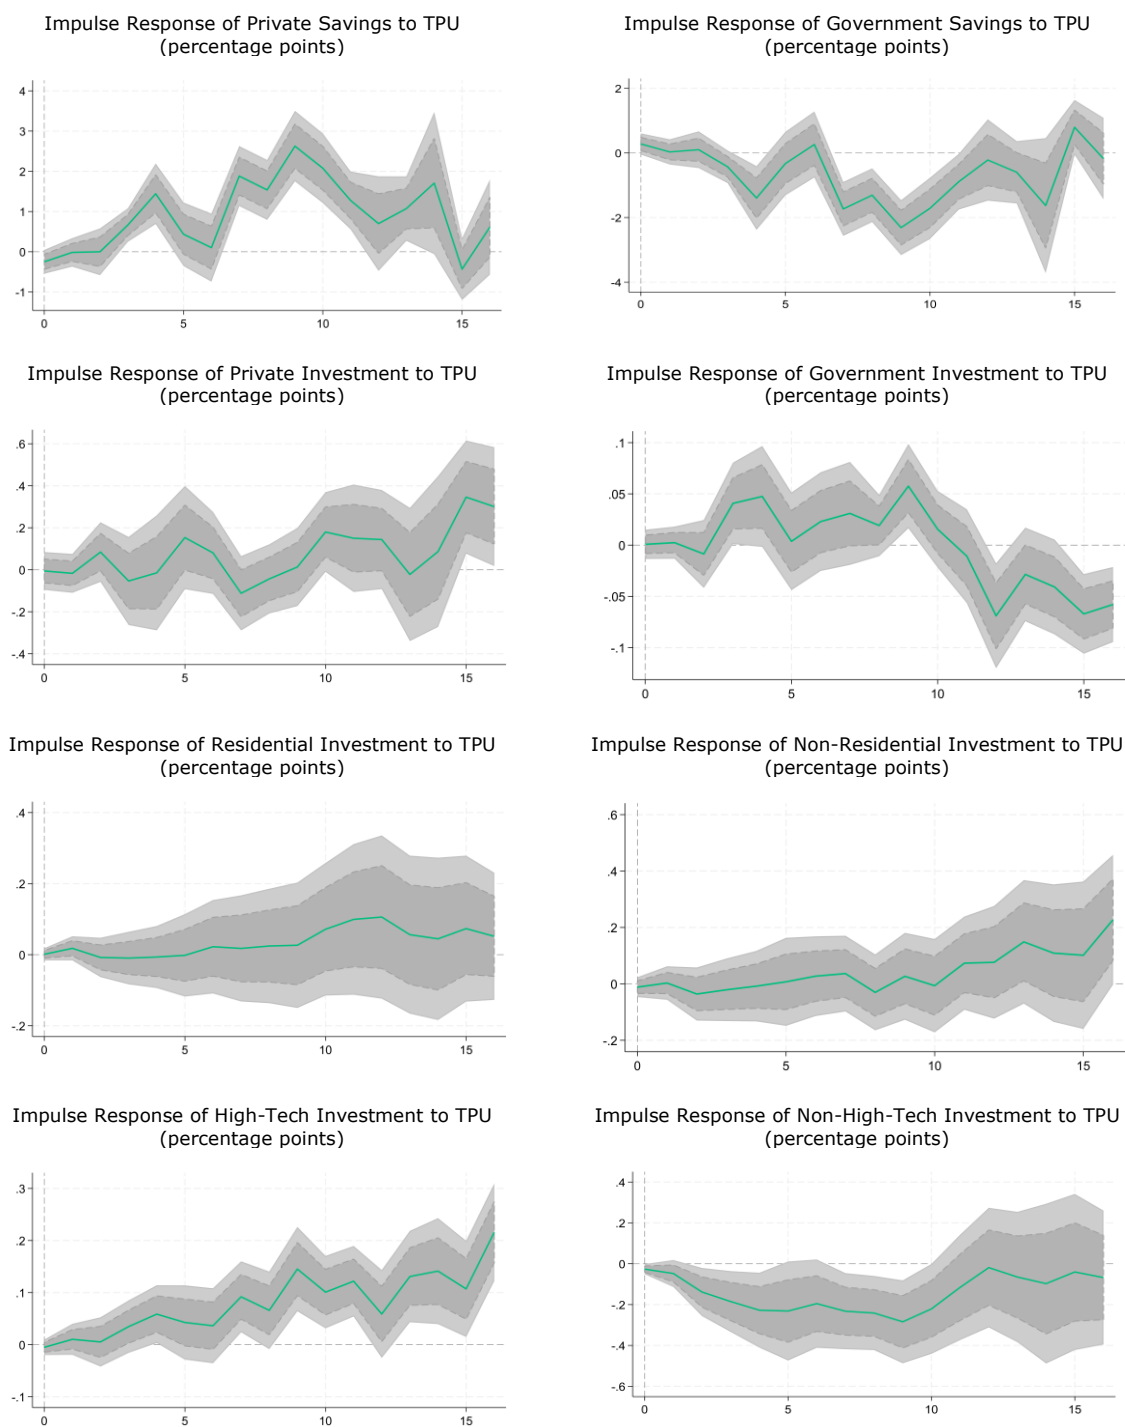 Impulse Response of Private Savings to TPU
(percentage points)
4
3
2
1
0
-1
0 5 10 15
Impulse Response of Government Savings to TPU
(percentage points)
2
0
-2
-4
0 5 10 15
Impulse Response of Private Investment to TPU
(percentage points)
.6
.4
.2
0
-.2
-.4
0 5 10 15
Impulse Response of Government Investment to TPU
(percentage points)
.1
.05
0
-.05
-.1
0 5 10 15
Impulse Response of Residential Investment to TPU
(percentage points)
.4
.2
0
-.2
0 5 10 15
Impulse Response of Non-Residential Investment to TPU
(percentage points)
.6
.4
.2
0
-.2
0 5 10 15
Impulse Response of High-Tech Investment to TPU
(percentage points)
.3
.2
.1
0
-.1
0 5 10 15
Impulse Response of Non-High-Tech Investment to TPU
(percentage points)
.4
.2
0
-.2
-.4
-.6
0 5 10 15